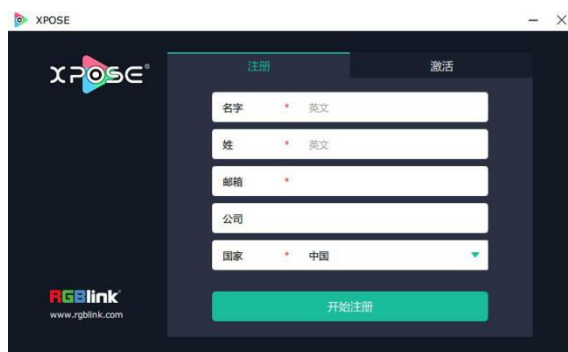 XPOSE
XPOSE®
注册 激活
名字 * 英文
姓 * 英文
邮箱 *
公司
国家 * 中国
开始注册
RGBlink®
www.rgblink.com